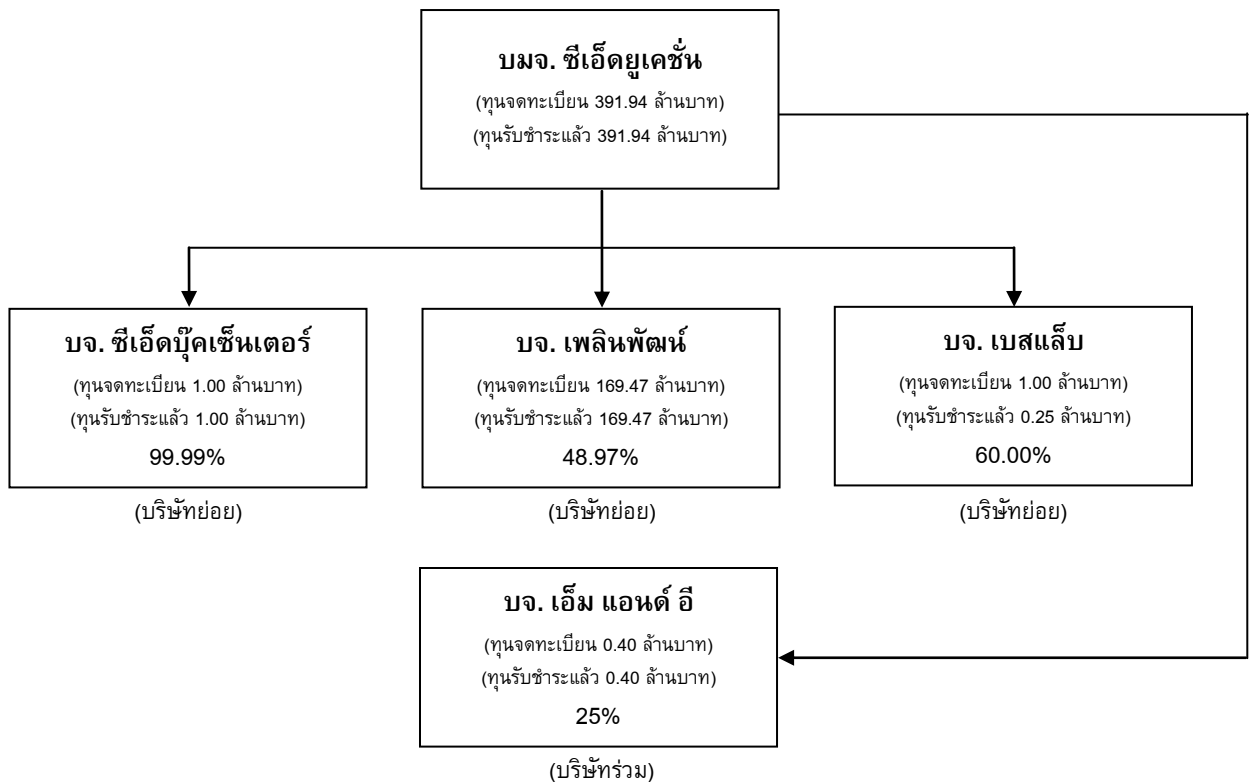 บมจ. ซีเอ็ดยูเคชั่น
(ทุนจดทะเบียน 391.94 ล้านบาท)
(ทุนรับชำระแล้ว 391.94 ล้านบาท)
บจ. ซีเอ็ดบุ๊คเซ็นเตอร์
(ทุนจดทะเบียน 1.00 ล้านบาท)
(ทุนรับชำระแล้ว 1.00 ล้านบาท)
99.99%
(บริษัทย่อย)
บจ. เพลินพัฒน์
(ทุนจดทะเบียน 169.47 ล้านบาท)
(ทุนรับชำระแล้ว 169.47 ล้านบาท)
48.97%
(บริษัทย่อย)
บจ. เบสแล็บ
(ทุนจดทะเบียน 1.00 ล้านบาท)
(ทุนรับชำระแล้ว 0.25 ล้านบาท)
60.00%
(บริษัทย่อย)
บจ. เอ็ม แอนด์ อี
(ทุนจดทะเบียน 0.40 ล้านบาท)
(ทุนรับชำระแล้ว 0.40 ล้านบาท)
25%
(บริษัทร่วม)